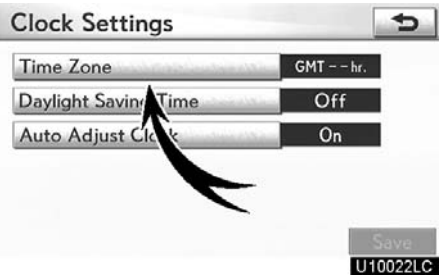 Clock Settings
Time Zone GMT - - hr.
Daylight Saving Time Off
Auto Adjust Clock On
Save
U10022LC